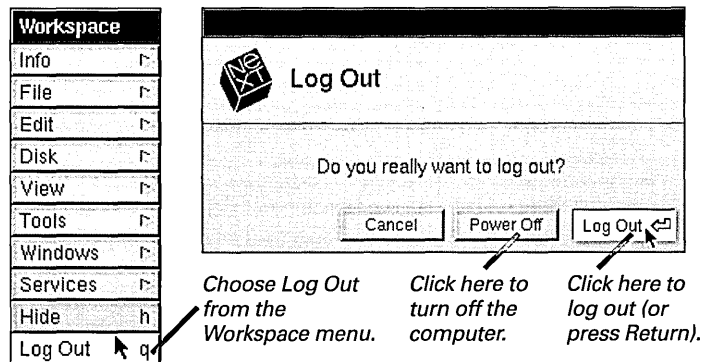 Workspace
Info
File
Edit
Disk
View
Tools
Windows
Services
Hide h
Log Out q
NeXT
Log Out
Do you really want to log out?
Cancel
Power Off
Log Out
Choose Log Out
from the
Workspace menu.
Click here to
turn off the
computer.
Click here to
log out (or
press Return).